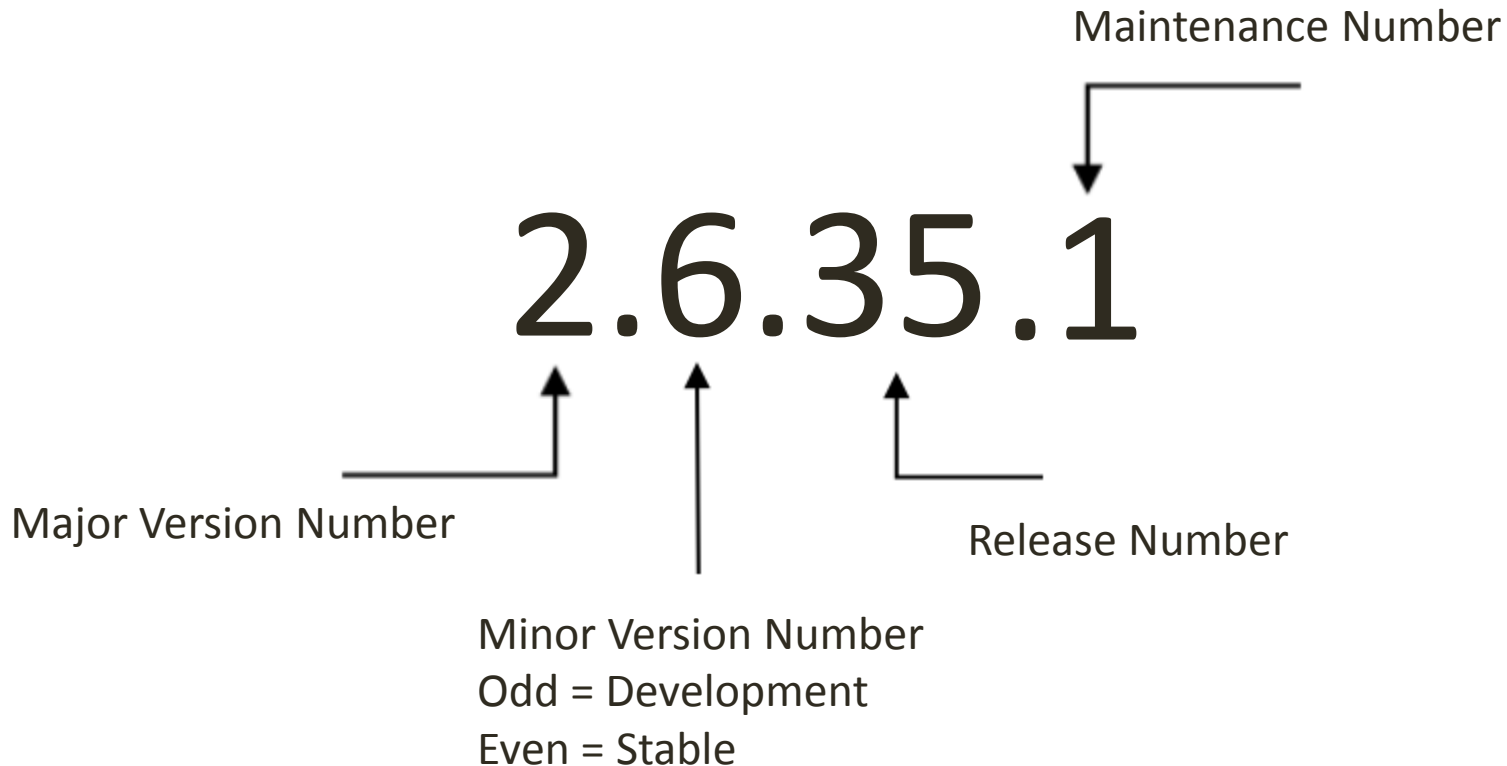 Maintenance Number
2.6.35.1
Major Version Number
Release Number
Minor Version Number
Odd = Development
Even = Stable